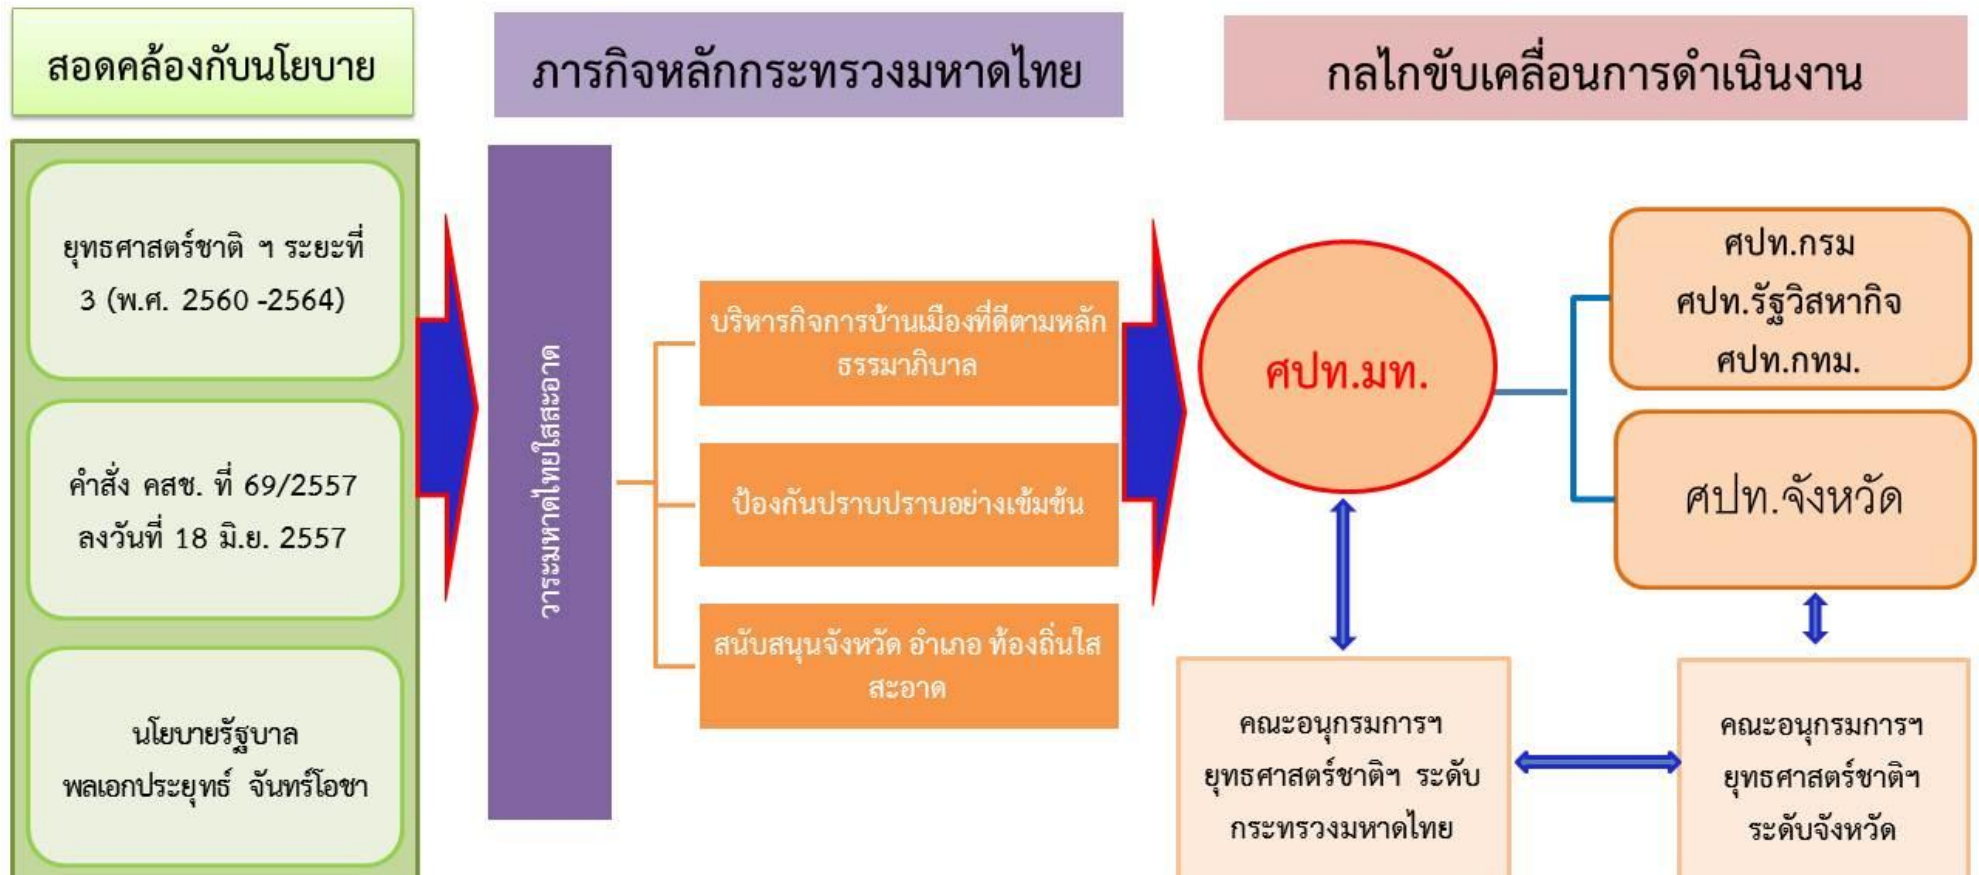 สอดคล้องกับนโยบาย
ยุทธศาสตร์ชาติ ฯ ระยะที่
3 (พ.ศ. 2560 -2564)
คำสั่ง คสช. ที่ 69/2557
ลงวันที่ 18 มิ.ย. 2557
นโยบายรัฐบาล
พลเอกประยุทธ์ จันทร์โอชา
ภารกิจหลักกระทรวงมหาดไทย
วาระมหาดไทยใสสะอาด
บริหารกิจการบ้านเมืองที่ดีตามหลัก
ธรรมาภิบาล
ป้องกันปราบปราบอย่างเข้มข้น
สนับสนุนจังหวัด อำเภอ ท้องถิ่นใส
สะอาด
กลไกขับเคลื่อนการดำเนินงาน
ศปท.มท.
ศปท.กรม
ศปท.รัฐวิสหากิจ
ศปท.กทม.
ศปท.จังหวัด
คณะอนุกรมการฯ
ยุทธศาสตร์ชาติฯ ระดับ
กระทรวงมหาดไทย
คณะอนุกรมการฯ
ยุทธศาสตร์ชาติฯ
ระดับจังหวัด